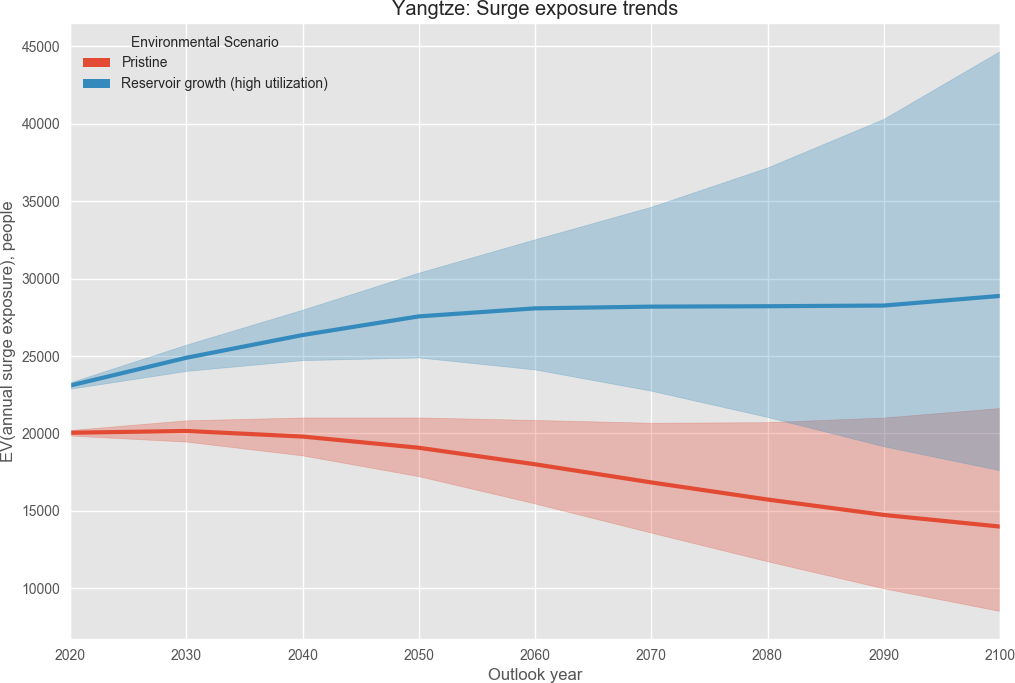 Yangtze: Surge exposure trends
Environmental Scenario
Pristine
Reservoir growth (high utilization)
EV(annual surge exposure), people
45000
40000
35000
30000
25000
20000
15000
10000
2020 2030 2040 2050 2060 2070 2080 2090 2100
Outlook year